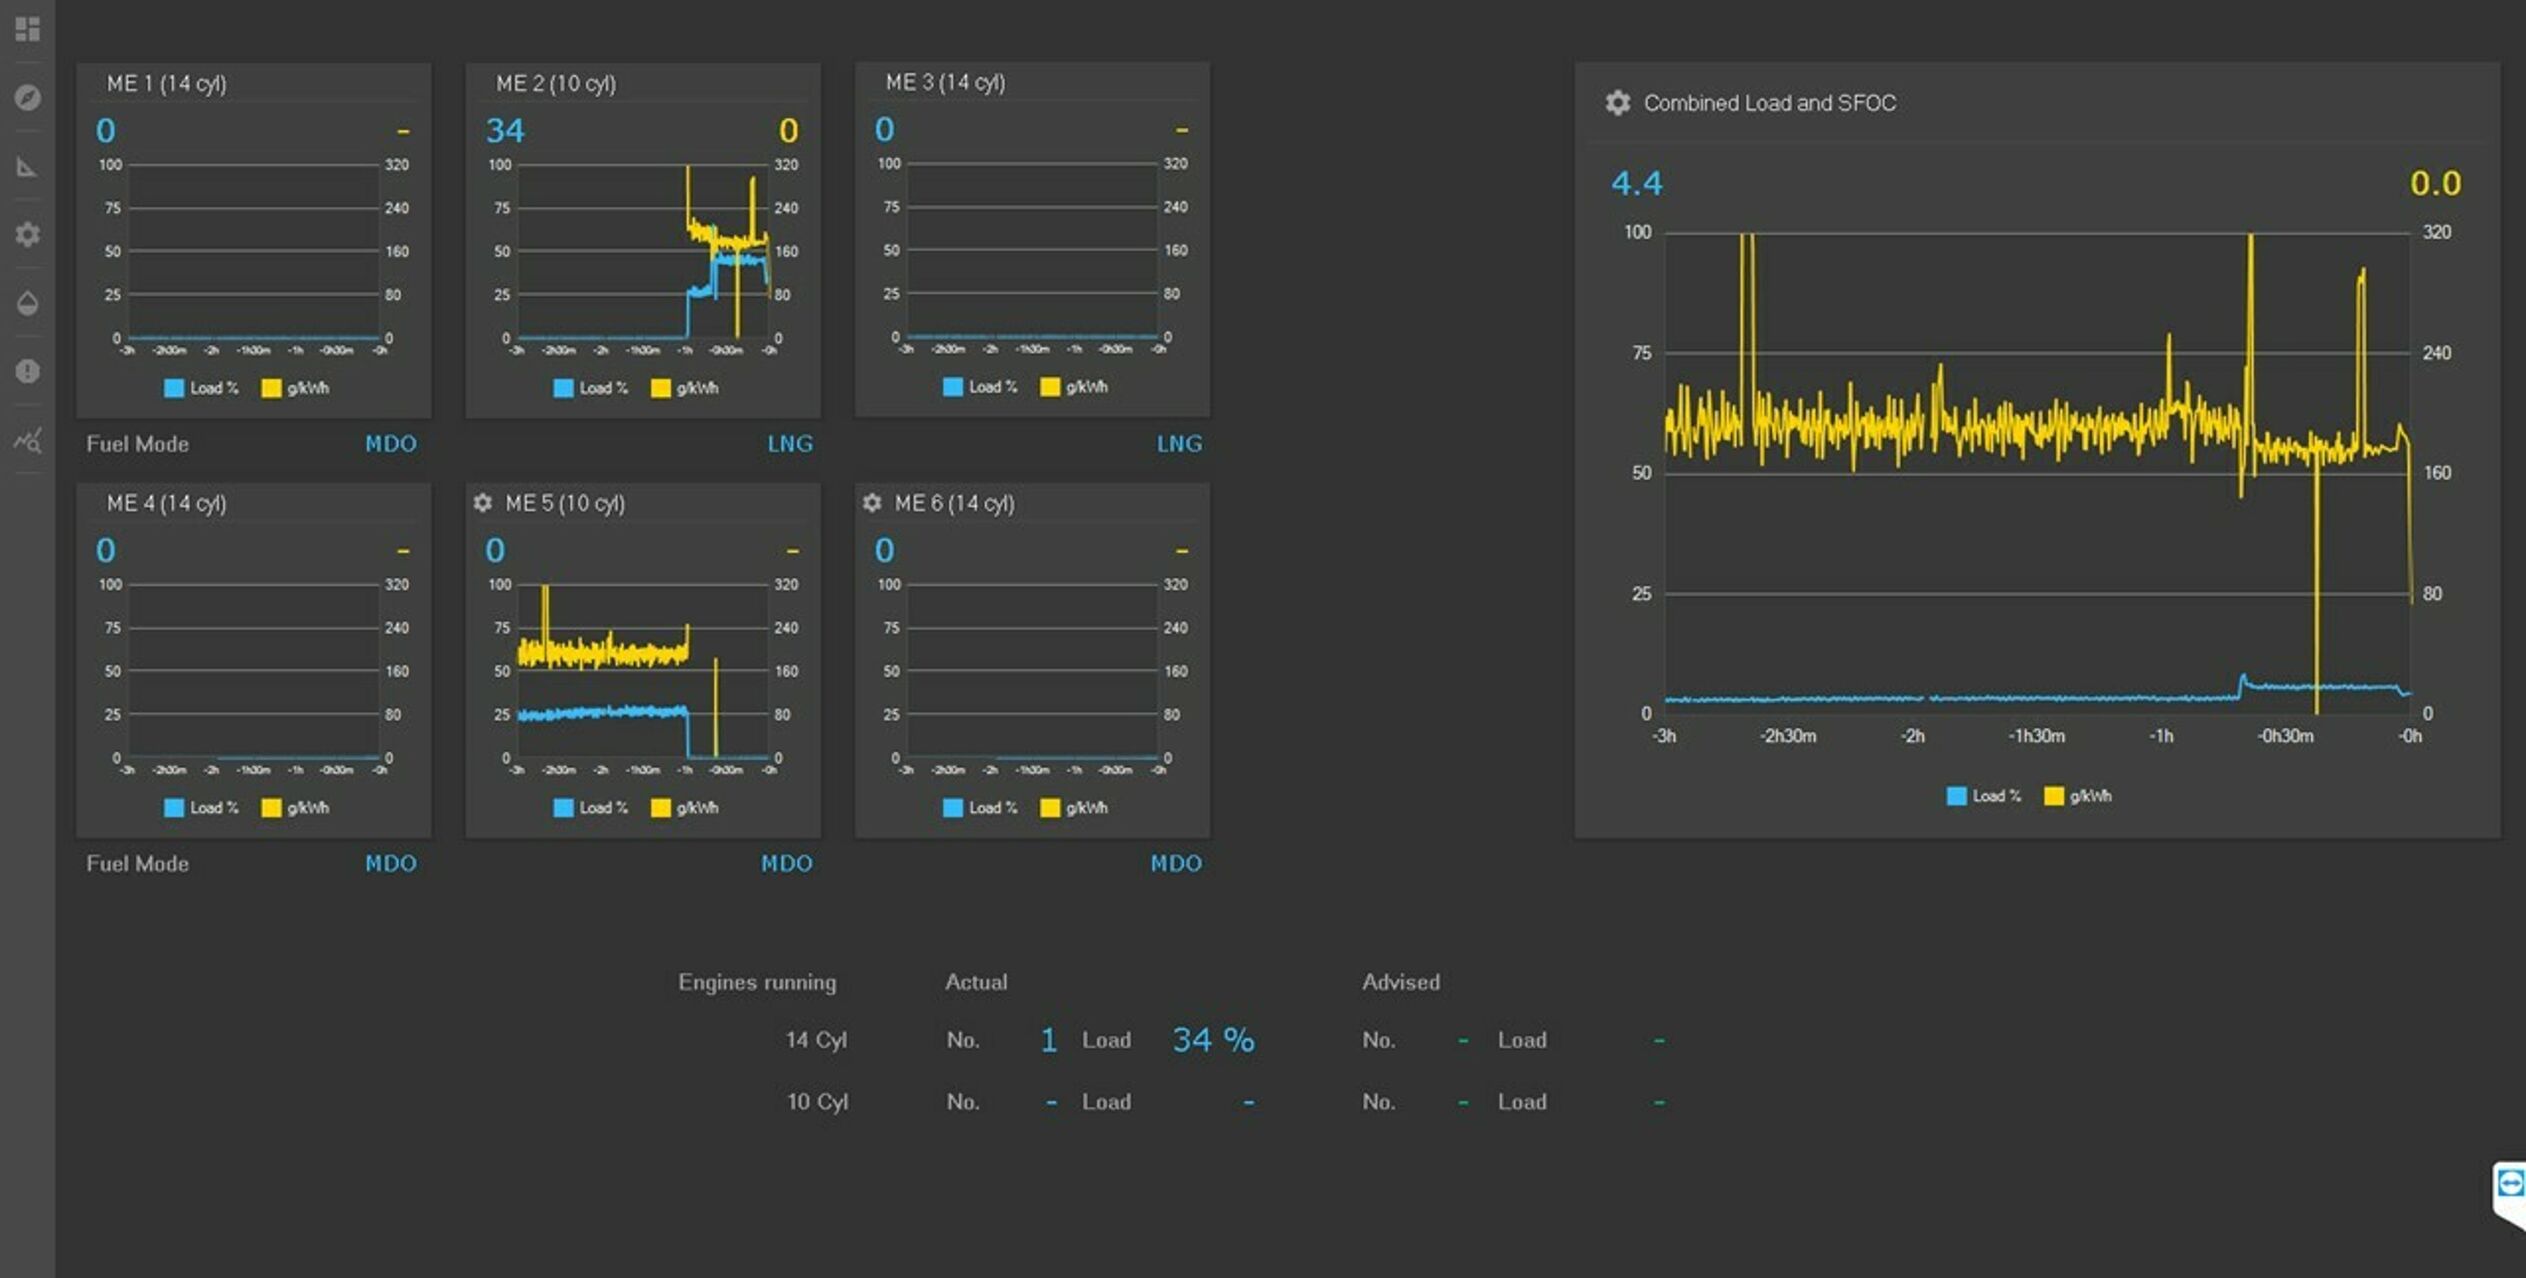 ME 1 (14 cyl)
0 -
100 320
75 240
50 160
25 80
0 0
-3h -2h30m -2h -1h30m -1h -0h30m -0h
Load % g/kWh
Fuel Mode MDO
ME 2 (10 cyl)
34 0
100 320
75 240
50 160
25 80
0 0
-3h -2h30m -2h -1h30m -1h -0h30m -0h
Load % g/kWh
LNG
ME 3 (14 cyl)
0 -
100 320
75 240
50 160
25 80
0 0
-3h -2h30m -2h -1h30m -1h -0h30m -0h
Load % g/kWh
LNG
ME 4 (14 cyl)
0 -
100 320
75 240
50 160
25 80
0 0
-3h -2h30m -2h -1h30m -1h -0h30m -0h
Load % g/kWh
Fuel Mode MDO
ME 5 (10 cyl)
0 -
100 320
75 240
50 160
25 80
0 0
-3h -2h30m -2h -1h30m -1h -0h30m -0h
Load % g/kWh
MDO
ME 6 (14 cyl)
0 -
100 320
75 240
50 160
25 80
0 0
-3h -2h30m -2h -1h30m -1h -0h30m -0h
Load % g/kWh
MDO
Combined Load and SFOC
4.4 0.0
100 320
75 240
50 160
25 80
0 0
-3h -2h30m -2h -1h30m -1h -0h30m -0h
Load % g/kWh
Engines running Actual Advised
14 Cyl No. 1 Load 34 % No. - Load -
10 Cyl No. - Load - No. - Load -